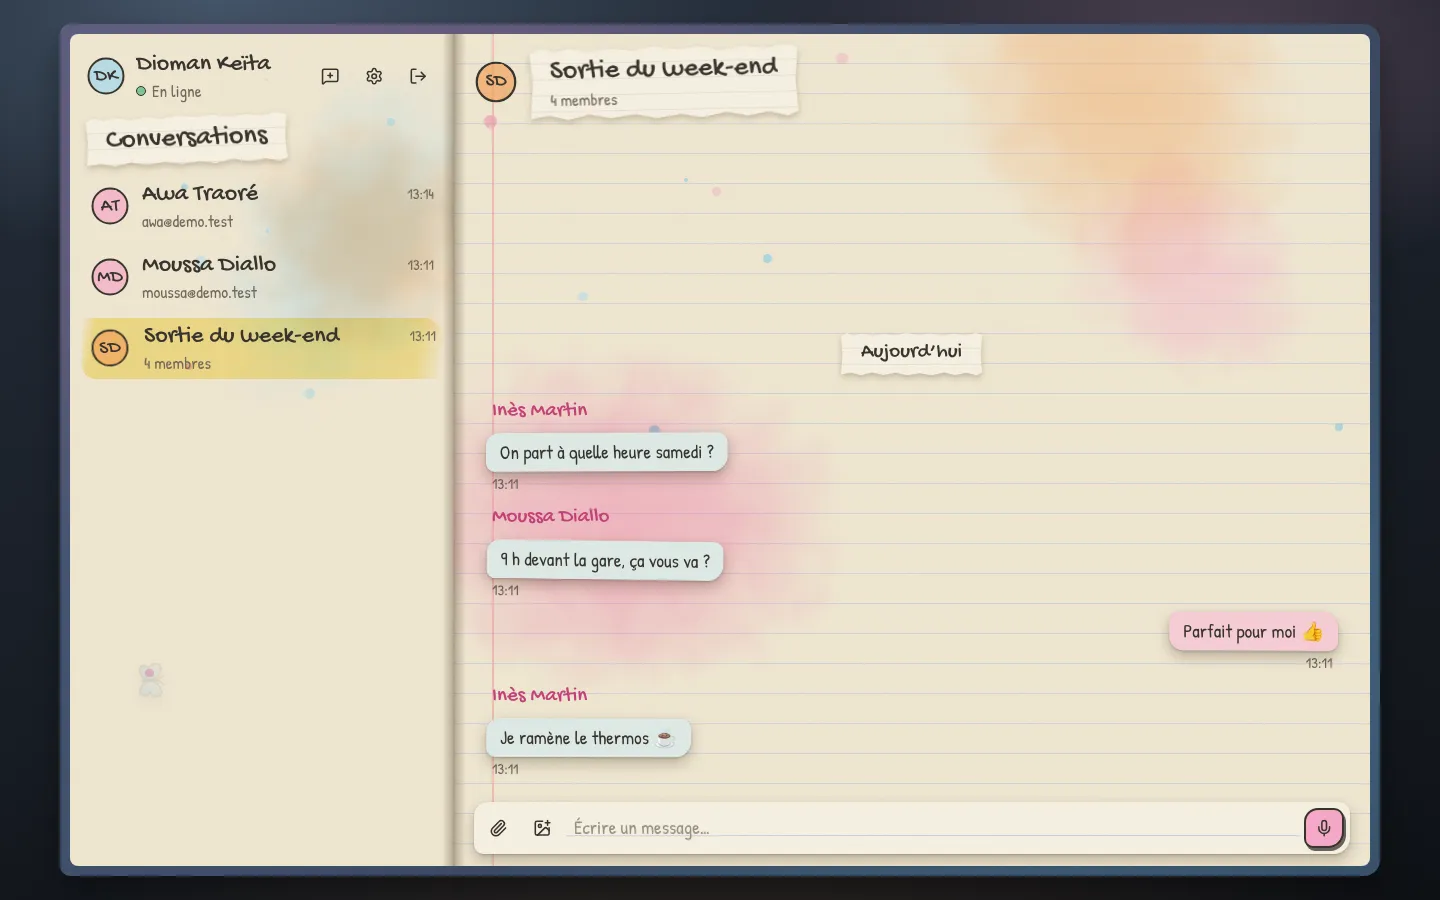 DK
Dioman Keïta
En ligne
Conversations
AT
Awa Traoré
13:14
awa@demo.test
MD
Moussa Diallo
13:11
moussa@demo.test
SD
Sortie du week-end
13:11
4 membres
SD
Sortie du week-end
4 membres
Aujourd'hui
Inès Martin
On part à quelle heure samedi ?
13:11
Moussa Diallo
9 h devant la gare, ça vous va ?
13:11
Parfait pour moi 👍
13:11
Inès Martin
Je ramène le thermos ☕
13:11
Écrire un message…